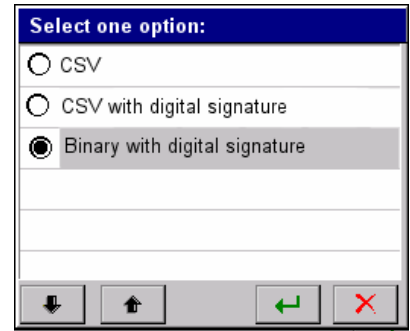 Select one option:
CSV
CSV with digital signature
Binary with digital signature